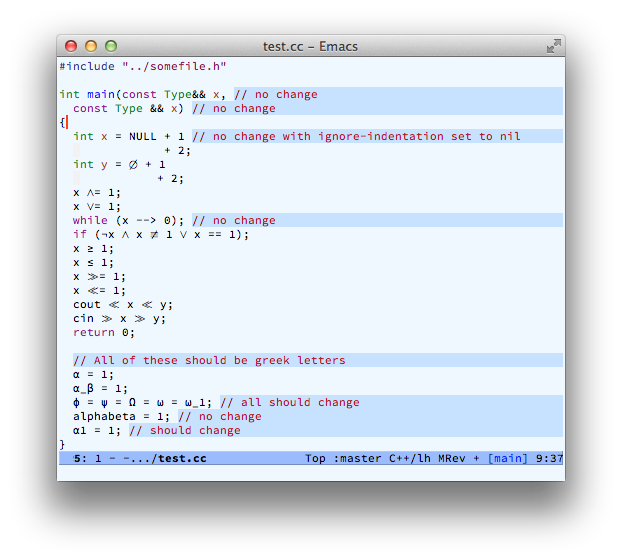 test.cc – Emacs
#include "../somefile.h"
int main(const Type&& x, // no change
const Type && x) // no change
{
int x = NULL + 1 // no change with ignore-indentation set to nil
+ 2;
int y = ∅ + 1
+ 2;
x ∧= 1;
x ∨= 1;
while (x --> 0); // no change
if (¬x ∧ x ≢ 1 ∨ x == 1);
x ≥ 1;
x ≤ 1;
x ≫= 1;
x ≪= 1;
cout ≪ x ≪ y;
cin ≫ x ≫ y;
return 0;
// All of these should be greek letters
α = 1;
α_β = 1;
ϕ = ψ = Ω = ω = ω_1; // all should change
alphabeta = 1; // no change
α1 = 1; // should change
}
5: 1 - -.../test.cc Top :master C++/lh MRev + [main] 9:37